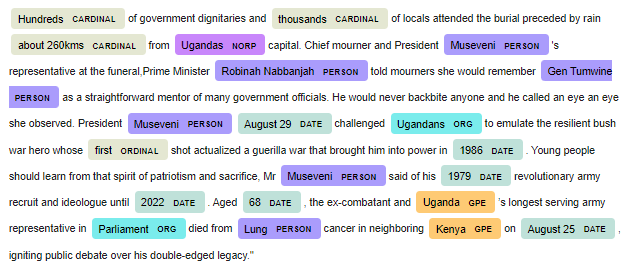 Hundreds CARDINAL of government dignitaries and thousands CARDINAL of locals attended the burial preceded by rain
about 260kms CARDINAL from Ugandas NORP capital. Chief mourner and President Museveni PERSON 's
representative at the funeral,Prime Minister Robinah Nabbanjah PERSON told mourners she would remember Gen Tumwine
PERSON as a straightforward mentor of many government officials. He would never backbite anyone and he called an eye an eye
she observed. President Museveni PERSON August 29 DATE challenged Ugandans ORG to emulate the resilient bush
war hero whose first ORDINAL shot actualized a guerilla war that brought him into power in 1986 DATE . Young people
should learn from that spirit of patriotism and sacrifice, Mr Museveni PERSON said of his 1979 DATE revolutionary army
recruit and ideologue until 2022 DATE . Aged 68 DATE , the ex-combatant and Uganda GPE 's longest serving army
representative in Parliament ORG died from Lung PERSON cancer in neighboring Kenya GPE on August 25 DATE ,
igniting public debate over his double-edged legacy."